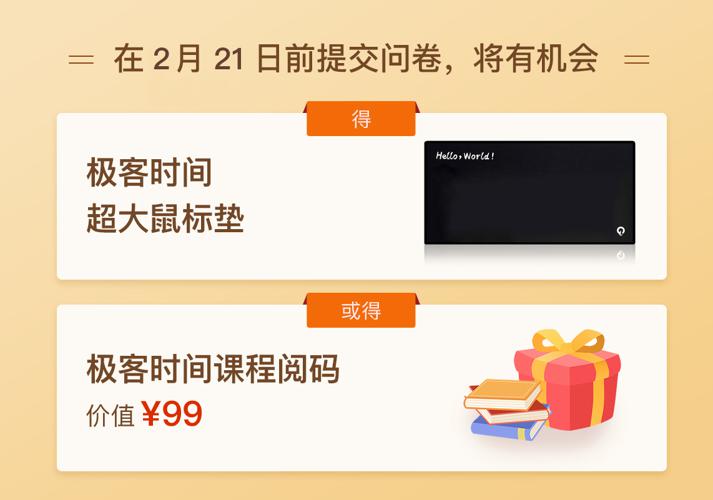 在 2 月 21 日前提交问卷，将有机会
得
极客时间
超大鼠标垫
Hello, World!
或得
极客时间课程阅码
价值 ¥99